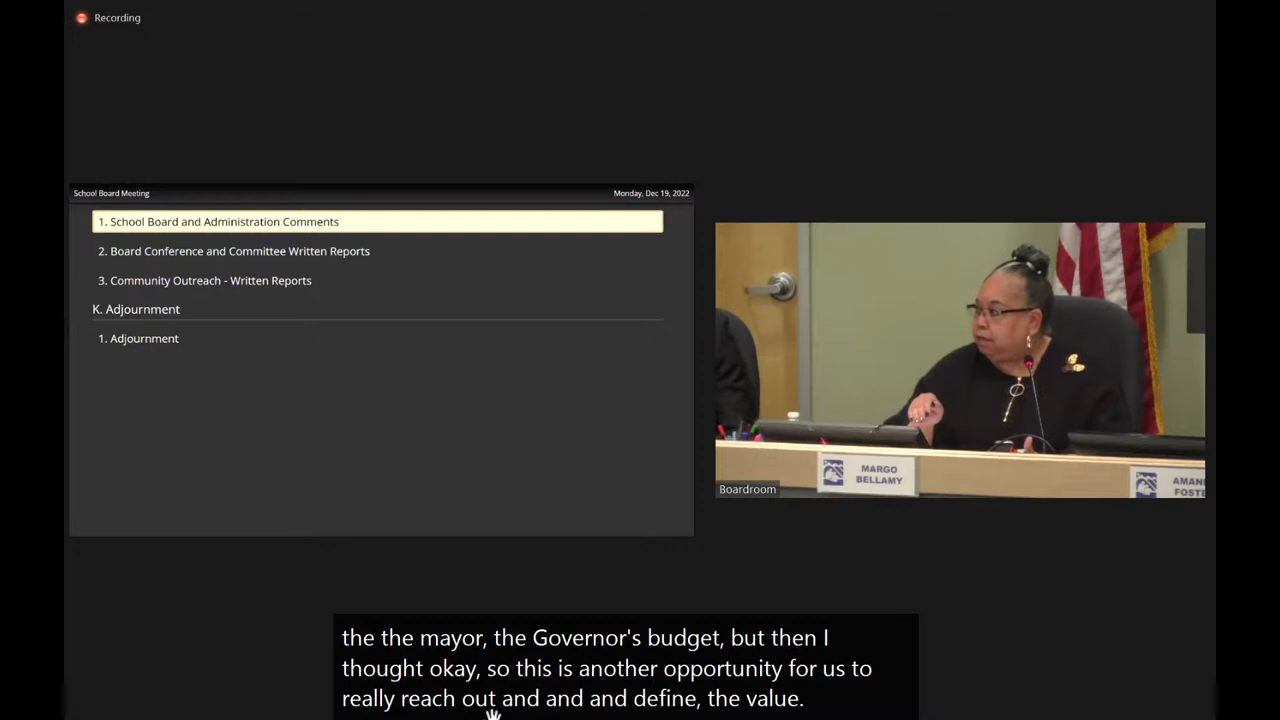 Recording
School Board Meeting
Monday, Dec 19, 2022
1. School Board and Administration Comments
2. Board Conference and Committee Written Reports
3. Community Outreach - Written Reports
K. Adjournment
1. Adjournment
MARGO
BELLAMY
AMAN
FOSTE
Boardroom
the the mayor, the Governor's budget, but then I
thought okay, so this is another opportunity for us to
really reach out and and and define, the value.